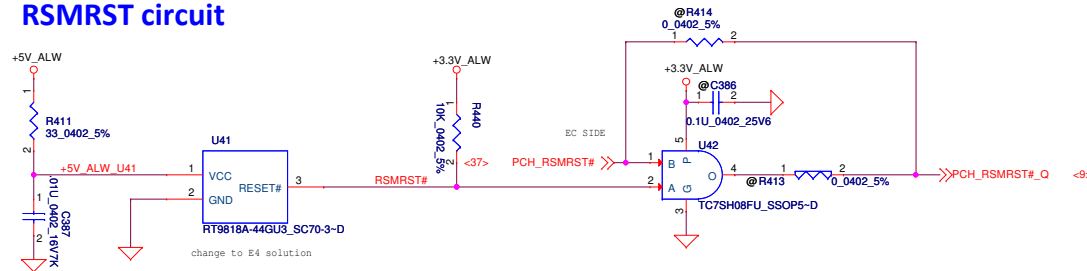 RSMRST circuit
+5V_ALW
1
R411
33_0402_5%
2
+5V_ALW_U41
1
C387
.01U_0402_16V7K
2
U41
1
VCC
2
GND
RESET#
3
RT9818A-44GU3_SC70-3~D
change to E4 solution
RSMRST#
+3.3V_ALW
1
R440
10K_0402_5%
2
<37>
EC SIDE
PCH_RSMRST#
@R414
0_0402_5%
1
2
+3.3V_ALW
@C386
1
2
0.1U_0402_25V6
5
U42
1
B
P
2
A
G
O
4
3
TC7SH08FU_SSOP5~D
@R413
1
2
0_0402_5%
PCH_RSMRST#_Q